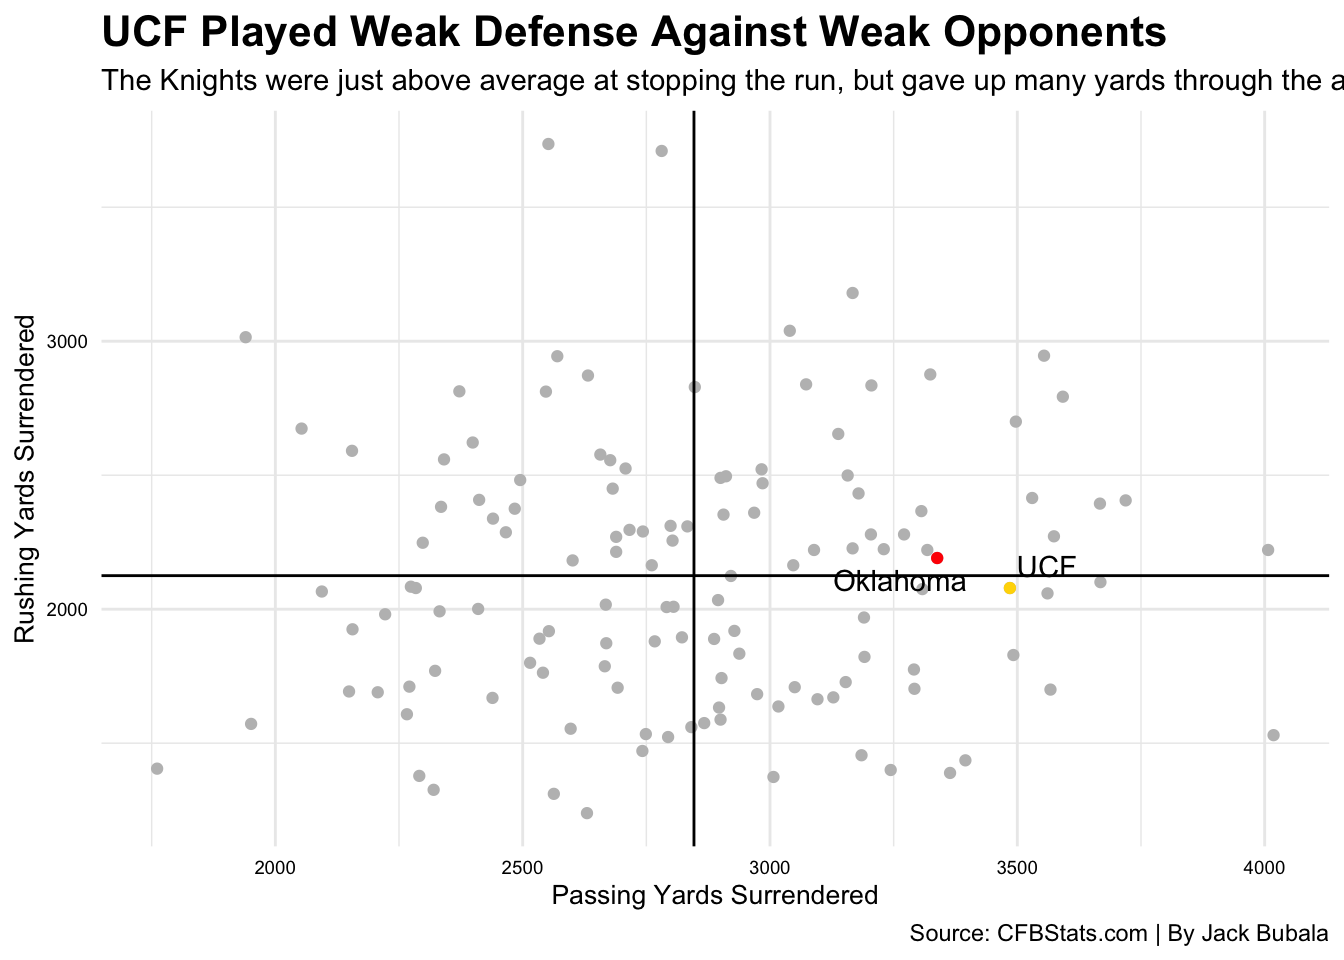 UCF Played Weak Defense Against Weak Opponents
The Knights were just above average at stopping the run, but gave up many yards through the a
Rushing Yards Surrendered
3000
2000
Oklahoma
UCF
2000 2500 3000 3500 4000
Passing Yards Surrendered
Source: CFBStats.com | By Jack Bubala